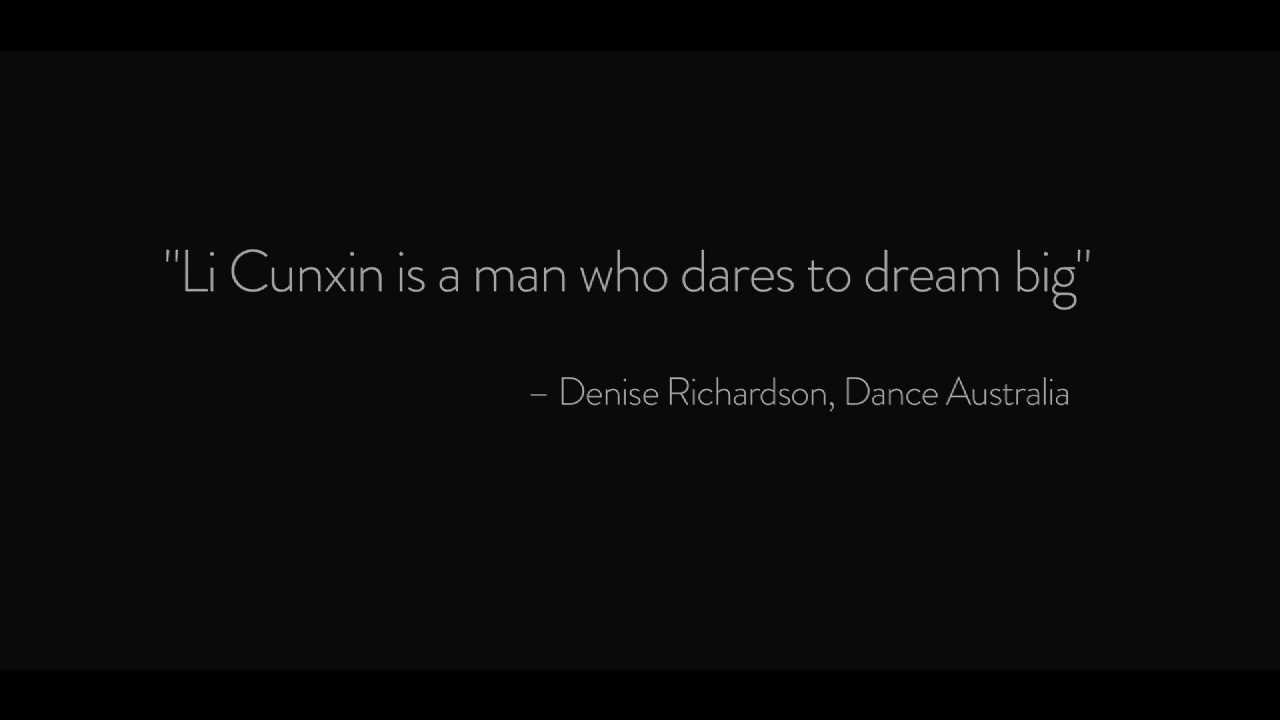 "Li Cunxin is a man who dares to dream big"
– Denise Richardson, Dance Australia